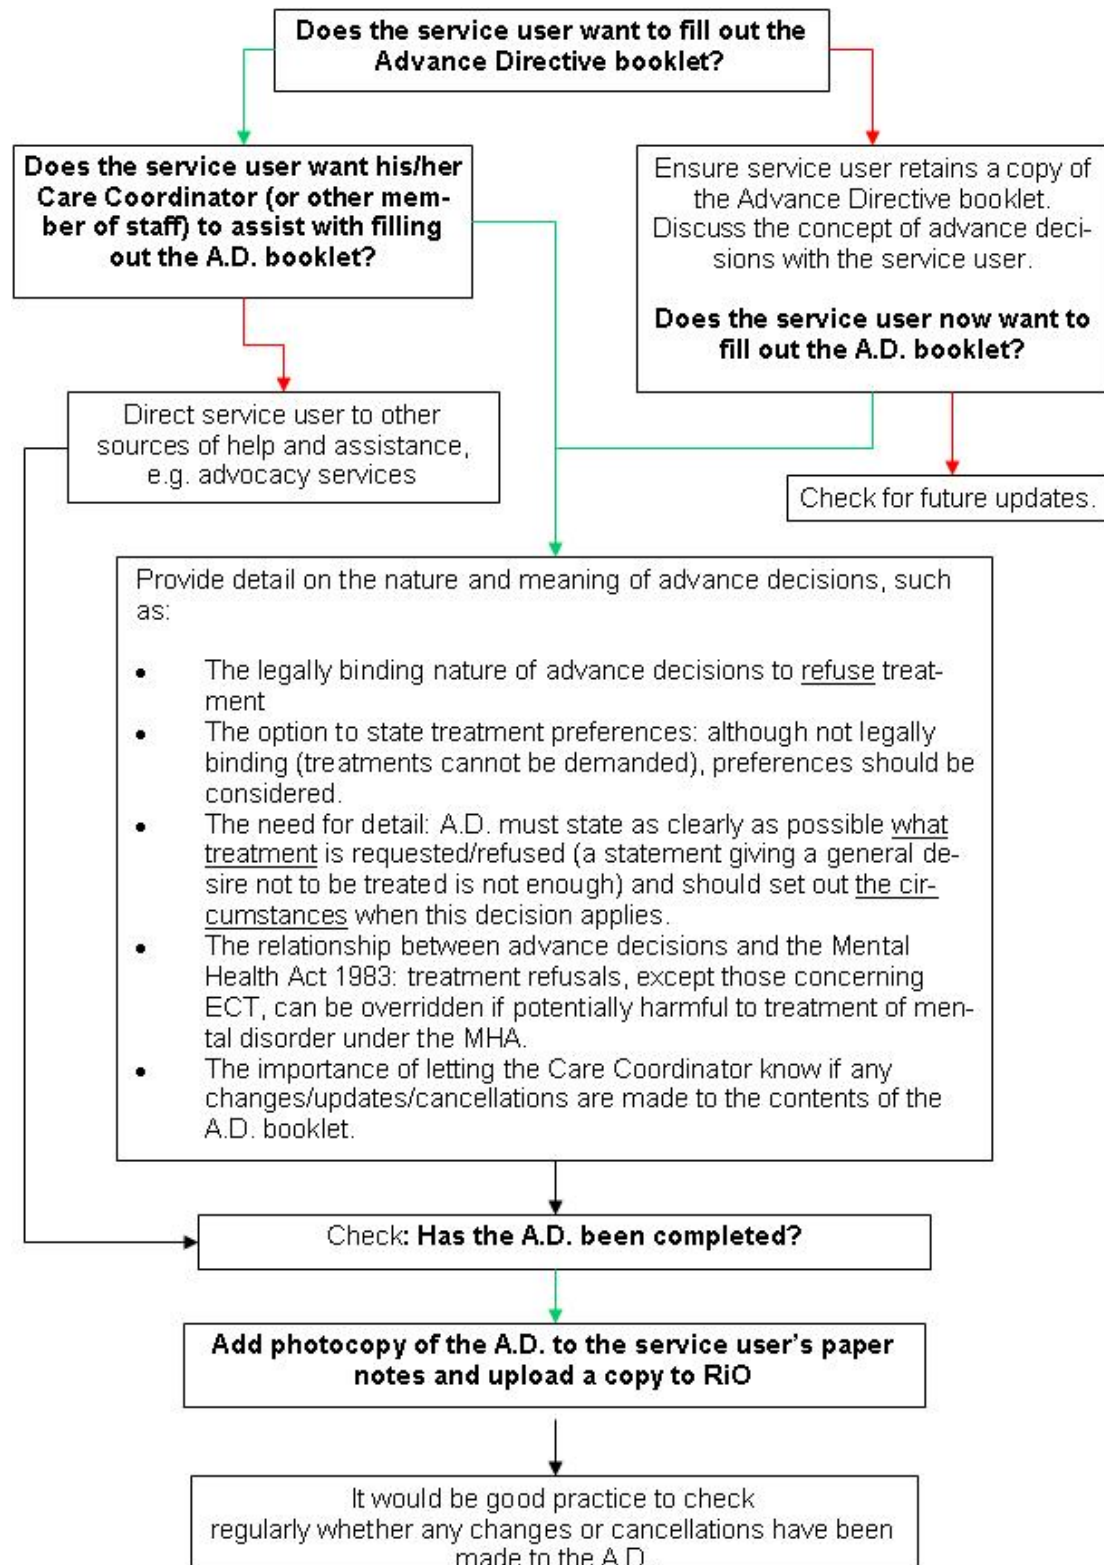 Does the service user want to fill out the
Advance Directive booklet?
Does the service user want his/her
Care Coordinator (or other mem-
ber of staff) to assist with filling
out the A.D. booklet?
Ensure service user retains a copy of
the Advance Directive booklet.
Discuss the concept of advance deci-
sions with the service user.
Does the service user now want to
fill out the A.D. booklet?
Direct service user to other
sources of help and assistance,
e.g. advocacy services
Check for future updates.
Provide detail on the nature and meaning of advance decisions, such
as:
• The legally binding nature of advance decisions to refuse treat-
ment
• The option to state treatment preferences: although not legally
binding (treatments cannot be demanded), preferences should be
considered.
• The need for detail: A.D. must state as clearly as possible what
treatment is requested/refused (a statement giving a general de-
sire not to be treated is not enough) and should set out the cir-
cumstances when this decision applies.
• The relationship between advance decisions and the Mental
Health Act 1983: treatment refusals, except those concerning
ECT, can be overridden if potentially harmful to treatment of men-
tal disorder under the MHA.
• The importance of letting the Care Coordinator know if any
changes/updates/cancellations are made to the contents of the
A.D. booklet.
Check: Has the A.D. been completed?
Add photocopy of the A.D. to the service user's paper
notes and upload a copy to RiO
It would be good practice to check
regularly whether any changes or cancellations have been
made to the A.D.